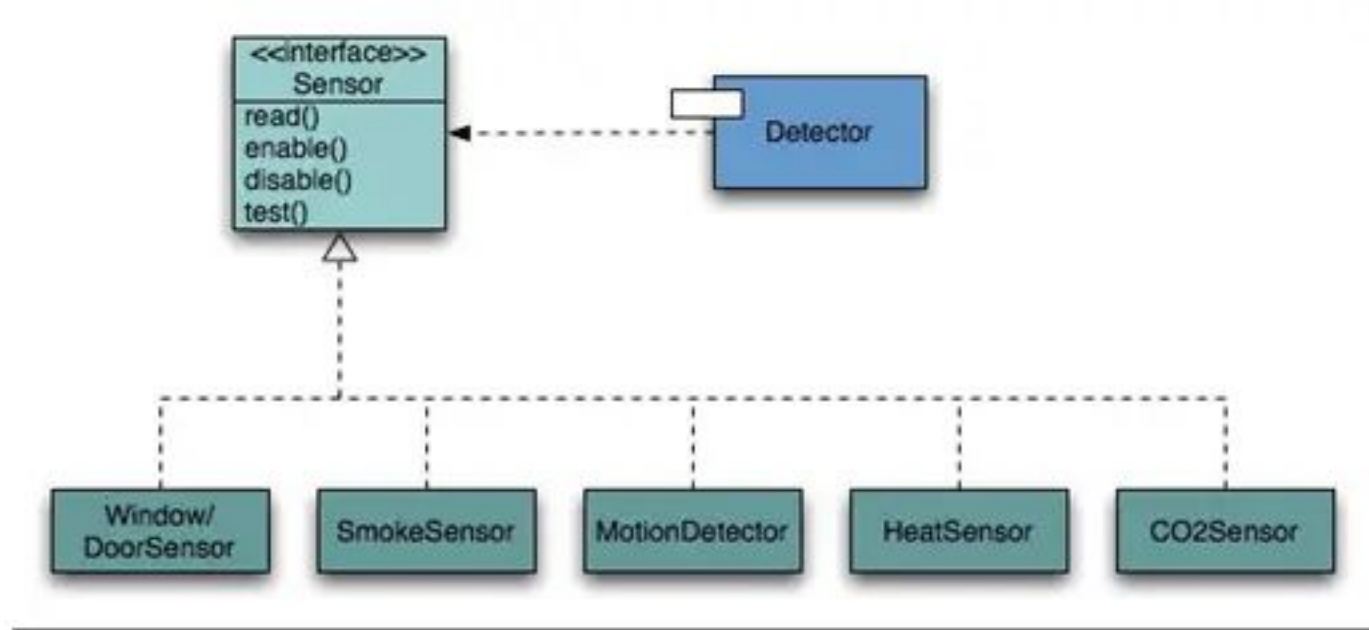 <<interface>>
Sensor
read()
enable()
disable()
test()
Detector
Window/
DoorSensor
SmokeSensor
MotionDetector
HeatSensor
CO2Sensor